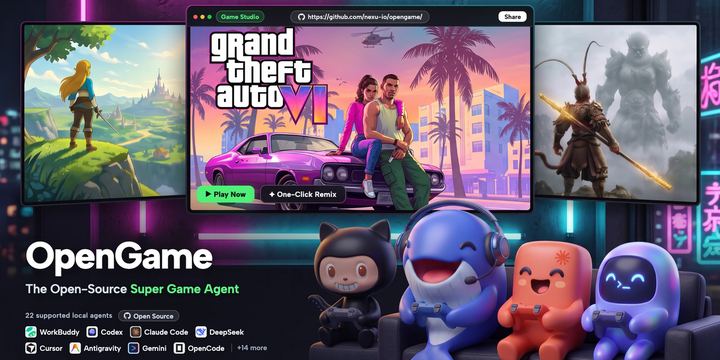 Game Studio
https://github.com/nexu-io/opengame/
Share
grand
theft
auto VI
Play Now
One-Click Remix
OpenGame
The Open-Source Super Game Agent
22 supported local agents
Open Source
WorkBuddy
Codex
Claude Code
DeepSeek
Cursor
Antigravity
Gemini
OpenCode
+14 more